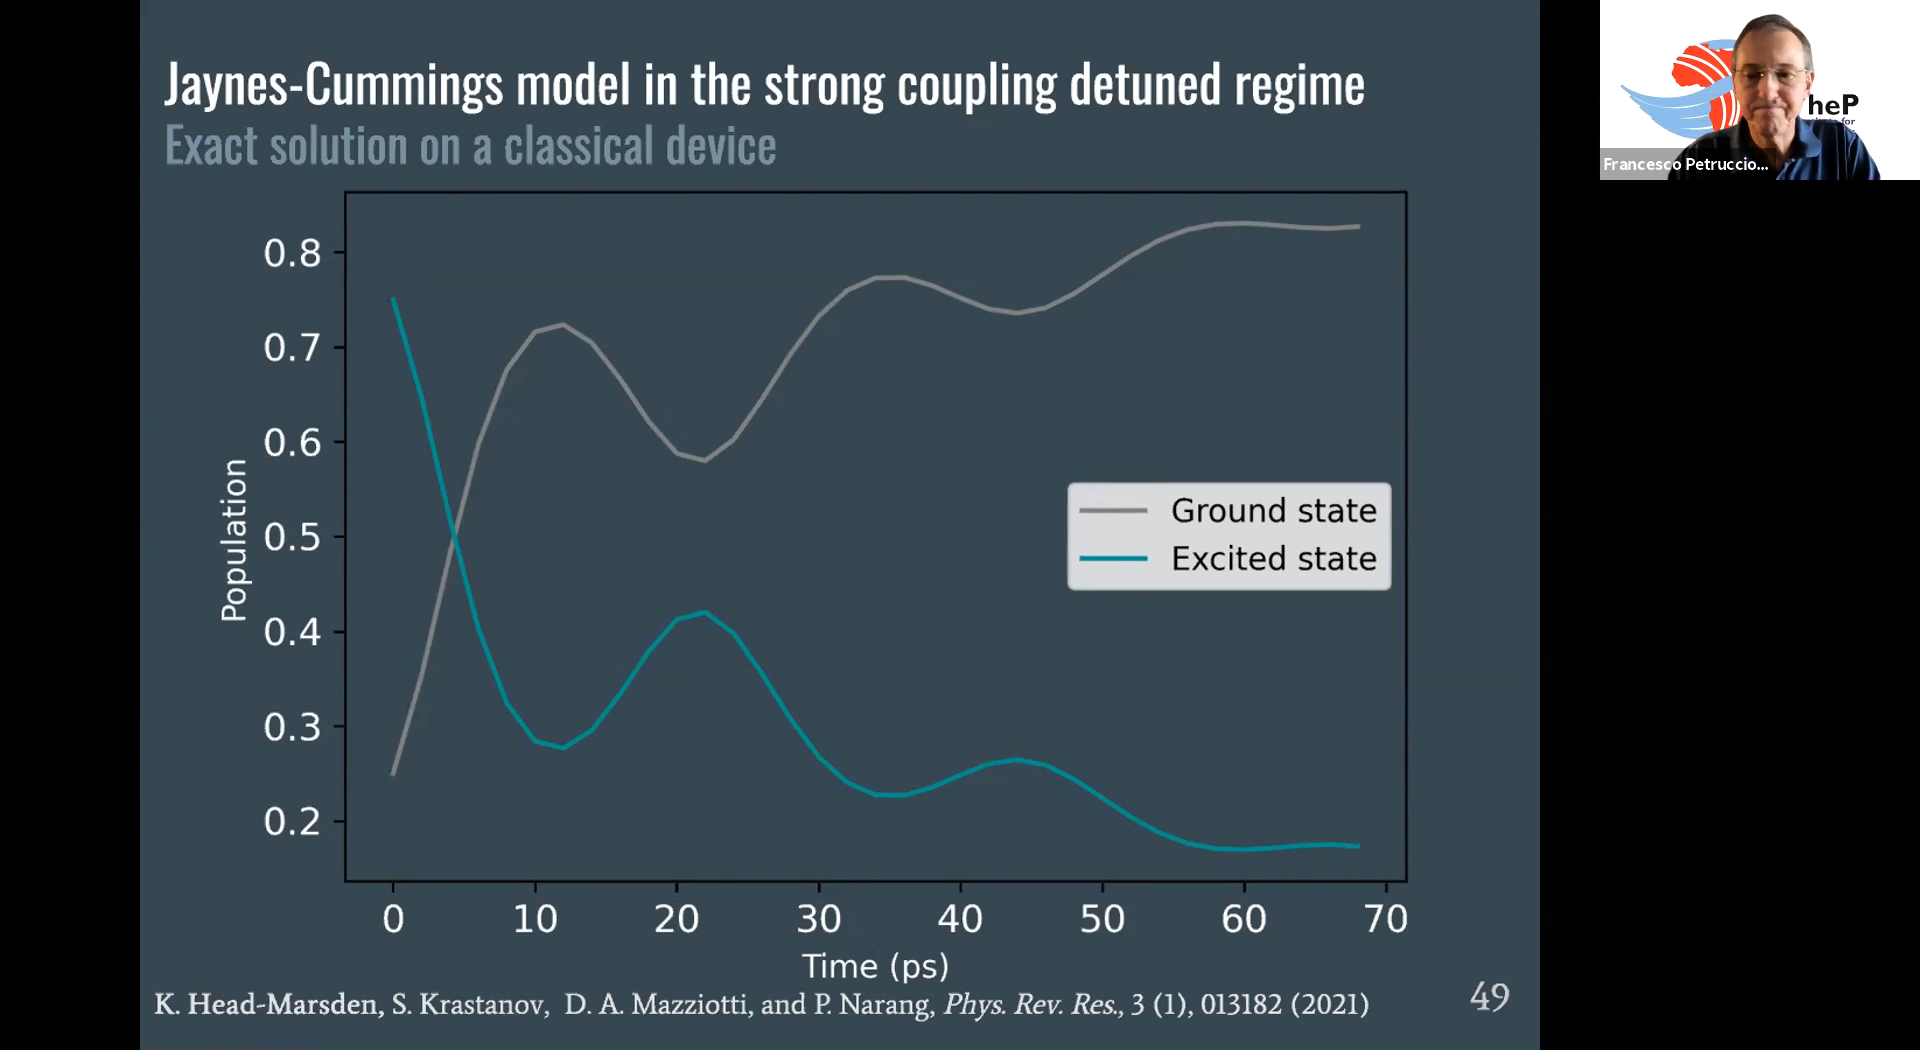 Jaynes-Cummings model in the strong coupling detuned regime
Exact solution on a classical device
heP
for
Francesco Petruccio...
0.8
0.7
0.6
0.5
0.4
0.3
0.2
Population
Ground state
Excited state
0 10 20 30 40 50 60 70
Time (ps)
K. Head-Marsden, S. Krastanov, D. A. Mazziotti, and P. Narang, Phys. Rev. Res., 3 (1), 013182 (2021)
49